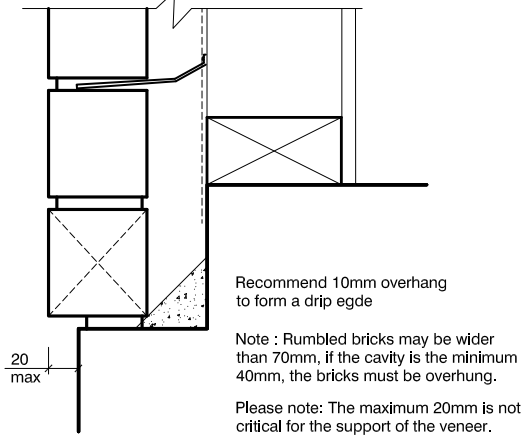 Recommend 10mm overhang
to form a drip egde
Note : Rumbled bricks may be wider
than 70mm, if the cavity is the minimum
40mm, the bricks must be overhung.
20
max
Please note: The maximum 20mm is not
critical for the support of the veneer.